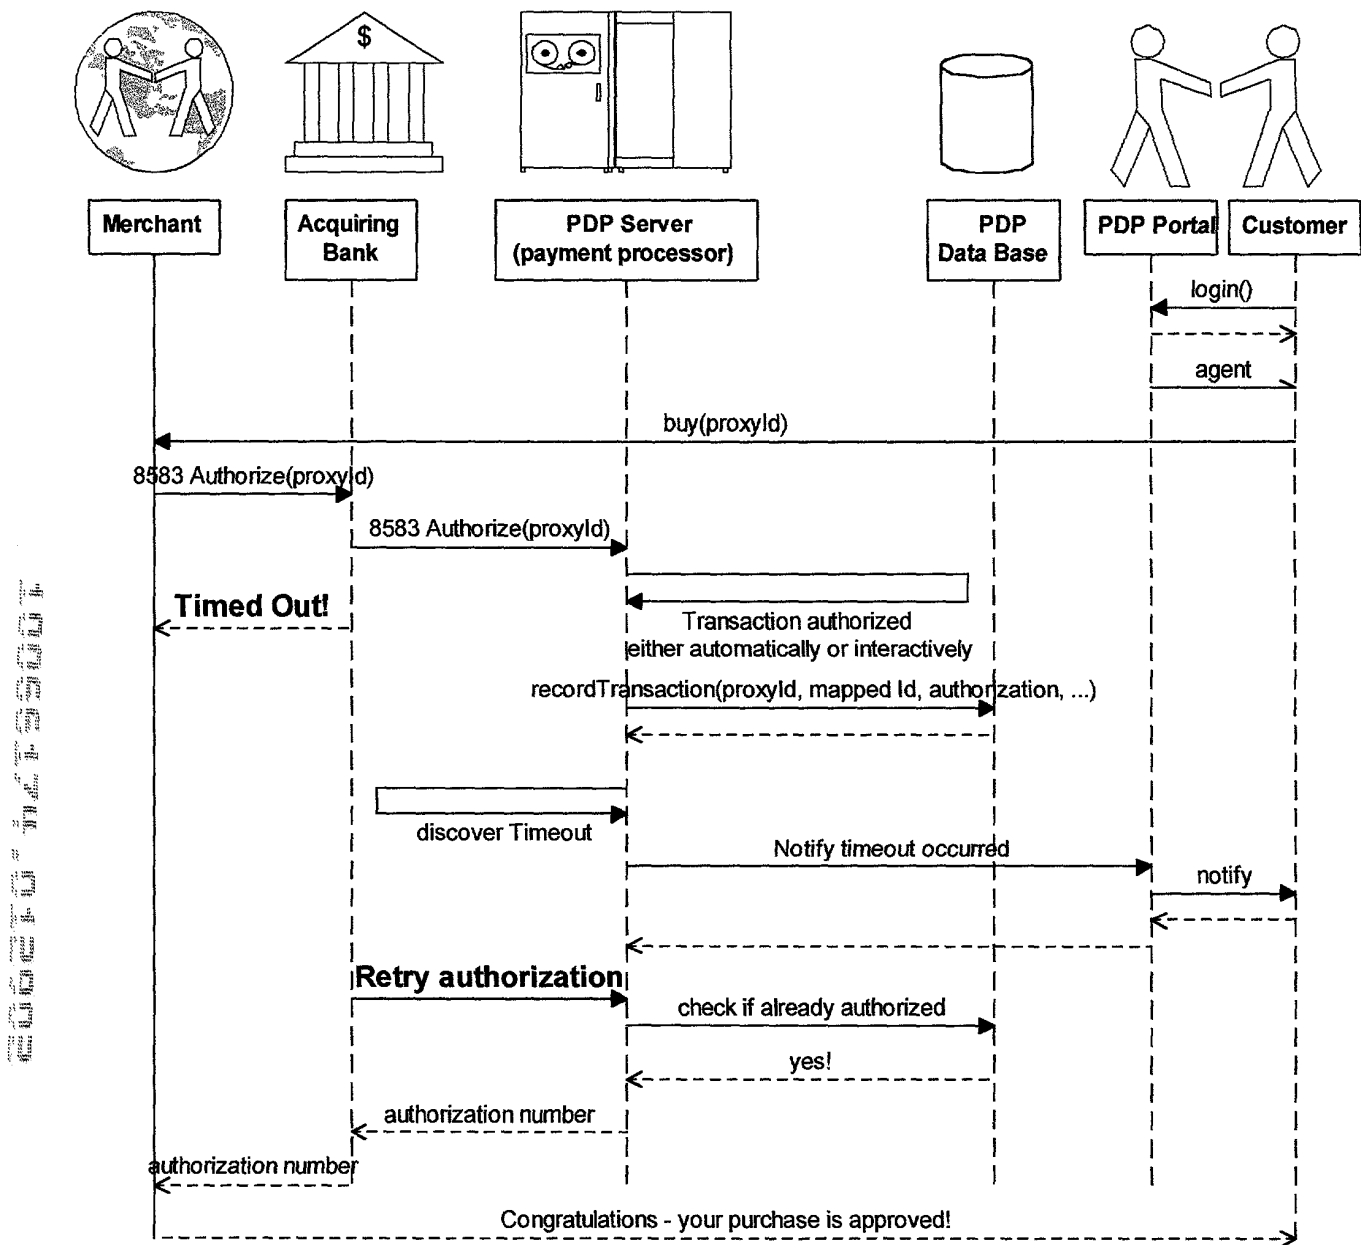 $
Merchant
Acquiring
Bank
PDP Server
(payment processor)
PDP
Data Base
PDP Portal
Customer
login()
agent
buy(proxyId)
8583 Authorize(proxyId)
8583 Authorize(proxyId)
Timed Out!
Transaction authorized
either automatically or interactively
recordTransaction(proxyId, mapped Id, authorization, ...)
discover Timeout
Notify timeout occurred
notify
Retry authorization
check if already authorized
yes!
authorization number
authorization number
Congratulations - your purchase is approved!